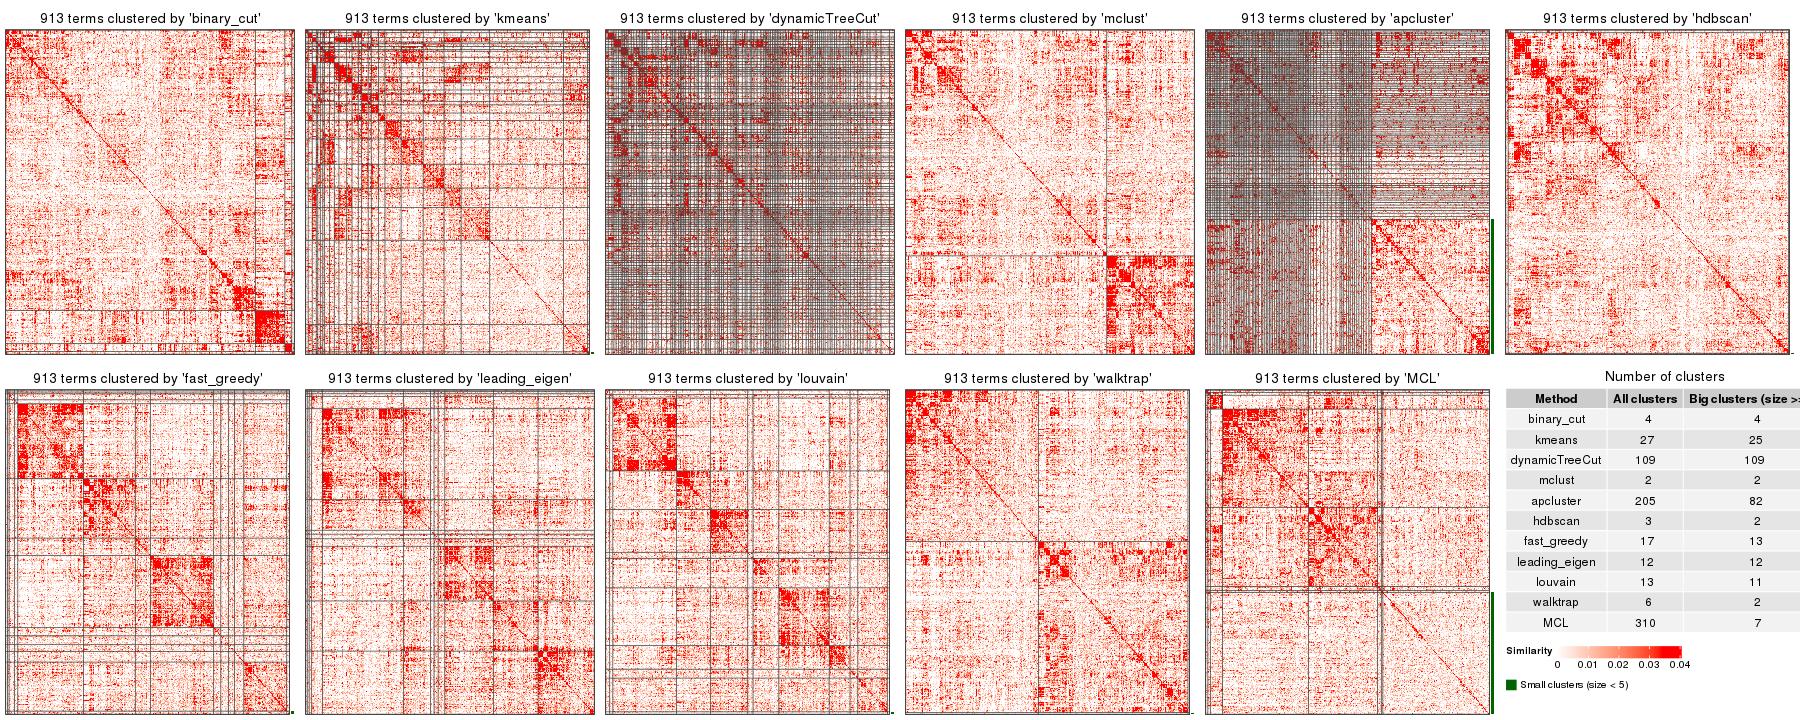 913 terms clustered by 'binary_cut'
913 terms clustered by 'kmeans'
913 terms clustered by 'dynamicTreeCut'
913 terms clustered by 'mclust'
913 terms clustered by 'apcluster'
913 terms clustered by 'hdbscan'
913 terms clustered by 'fast_greedy'
913 terms clustered by 'leading_eigen'
913 terms clustered by 'louvain'
913 terms clustered by 'walktrap'
913 terms clustered by 'MCL'
Number of clusters
Method All clusters Big clusters (size >=
binary_cut 4 4
kmeans 27 25
dynamicTreeCut 109 109
mclust 2 2
apcluster 205 82
hdbscan 3 2
fast_greedy 17 13
leading_eigen 12 12
louvain 13 11
walktrap 6 2
MCL 310 7
Similarity
0 0.01 0.02 0.03 0.04
Small clusters (size < 5)